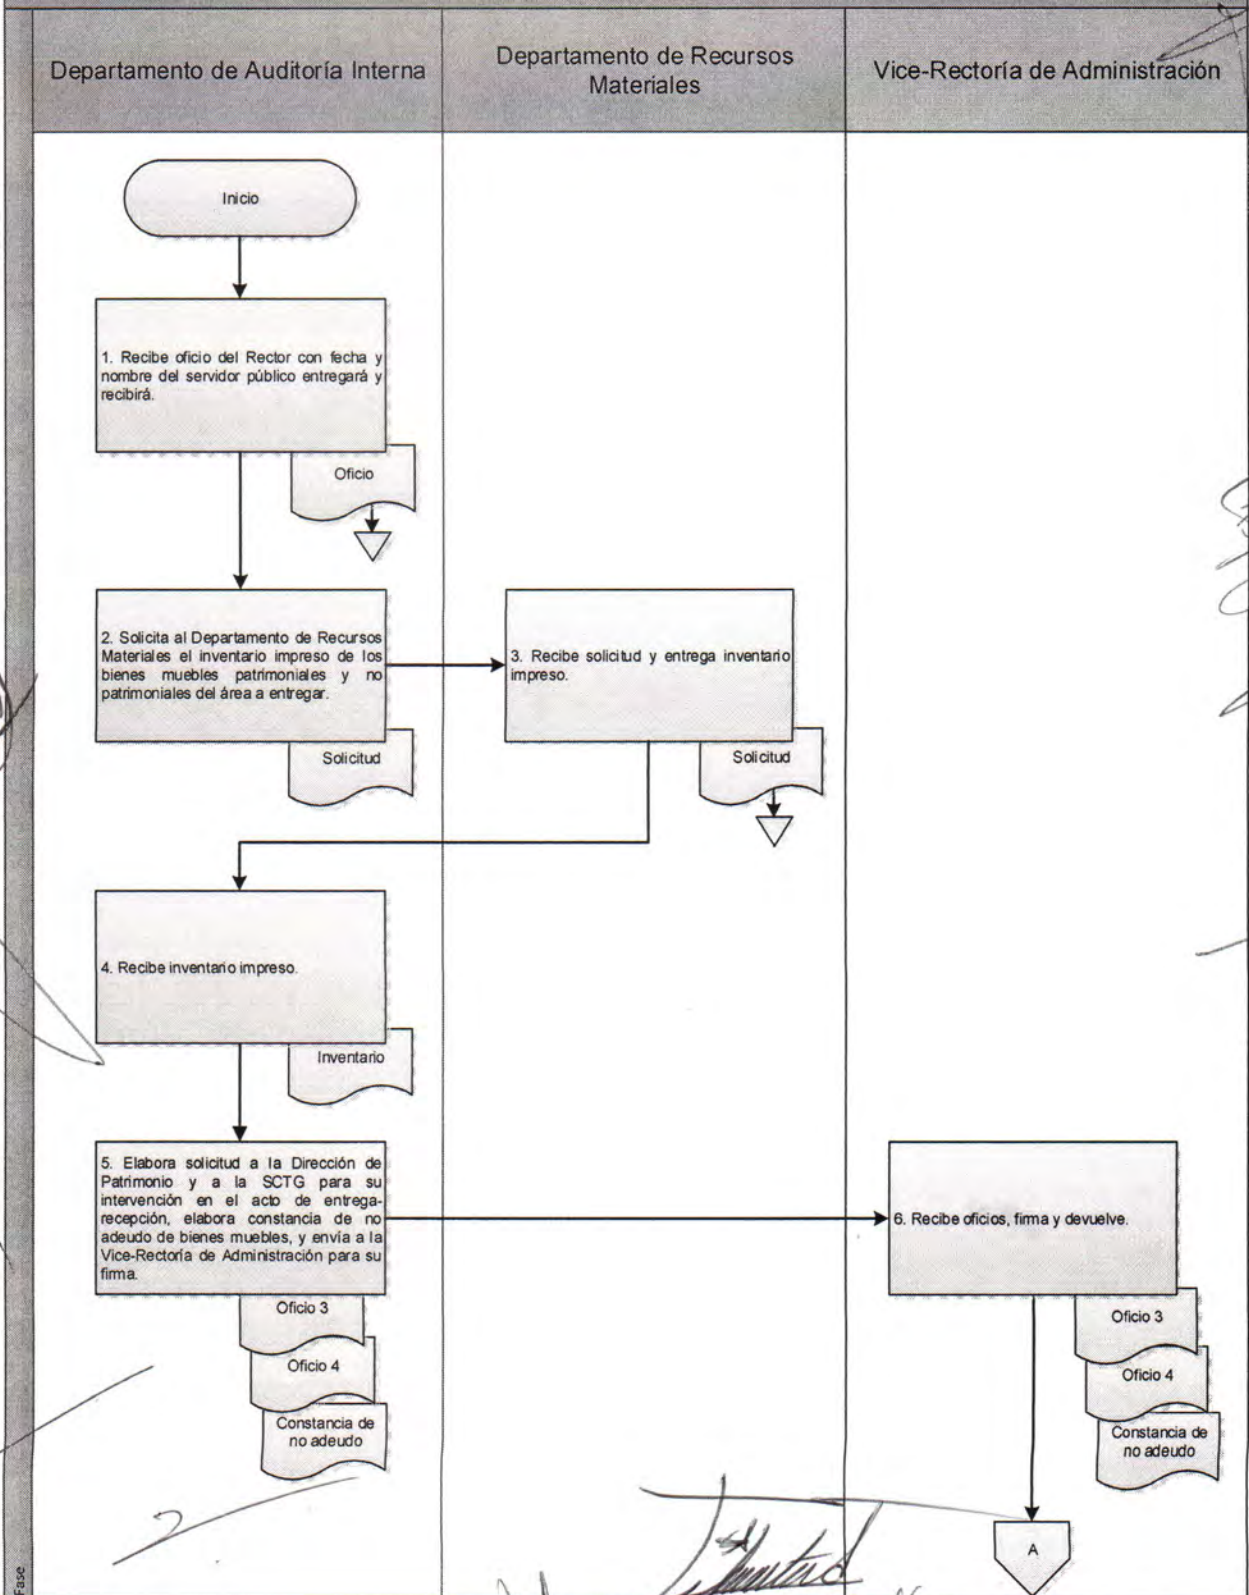 Departamento de Auditoría Interna
Departamento de Recursos
Materiales
Vice-Rectoría de Administración
Inicio
1. Recibe oficio del Rector con fecha y
nombre del servidor público entregará y
recibirá.
Oficio
2. Solicita al Departamento de Recursos
Materiales el inventario impreso de los
bienes muebles patrimoniales y no
patrimoniales del área a entregar.
Solicitud
3. Recibe solicitud y entrega inventario
impreso.
Solicitud
4. Recibe inventario impreso.
Inventario
5. Elabora solicitud a la Dirección de
Patrimonio y a la SCTG para su
intervención en el acto de entrega-
recepción, elabora constancia de no
adeudo de bienes muebles, y envía a la
Vice-Rectoría de Administración para su
firma.
Oficio 3
Oficio 4
Constancia de
no adeudo
6. Recibe oficios, firma y devuelve.
Oficio 3
Oficio 4
Constancia de
no adeudo
A
Fase